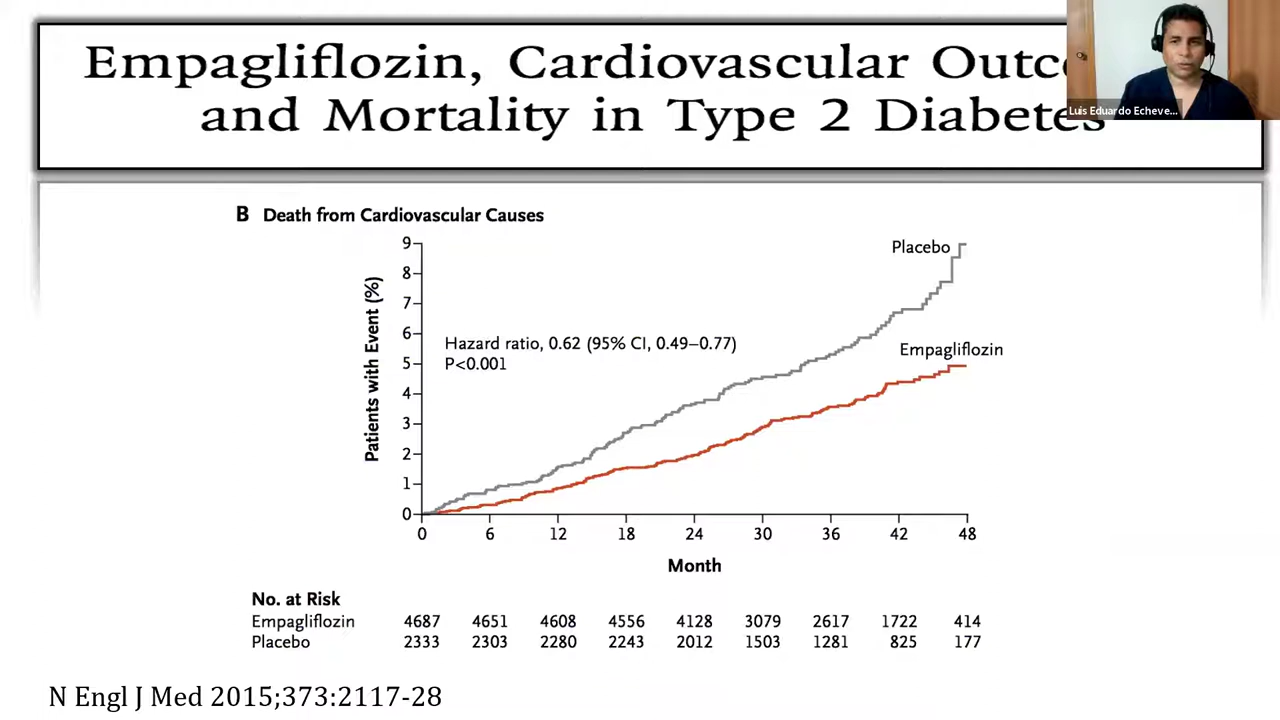 Empagliflozin, Cardiovascular
and Mortality in Type 2 Diabetes
Luis Eduardo Echeve...
B Death from Cardiovascular Causes
Patients with Event (%)
9
8
7
6
5
4
3
2
1
0
Placebo
Hazard ratio, 0.62 (95% CI, 0.49–0.77)
P<0.001
Empagliflozin
0 6 12 18 24 30 36 42 48
Month
No. at Risk
Empagliflozin 4687 4651 4608 4556 4128 3079 2617 1722 414
Placebo 2333 2303 2280 2243 2012 1503 1281 825 177
N Engl J Med 2015;373:2117-28